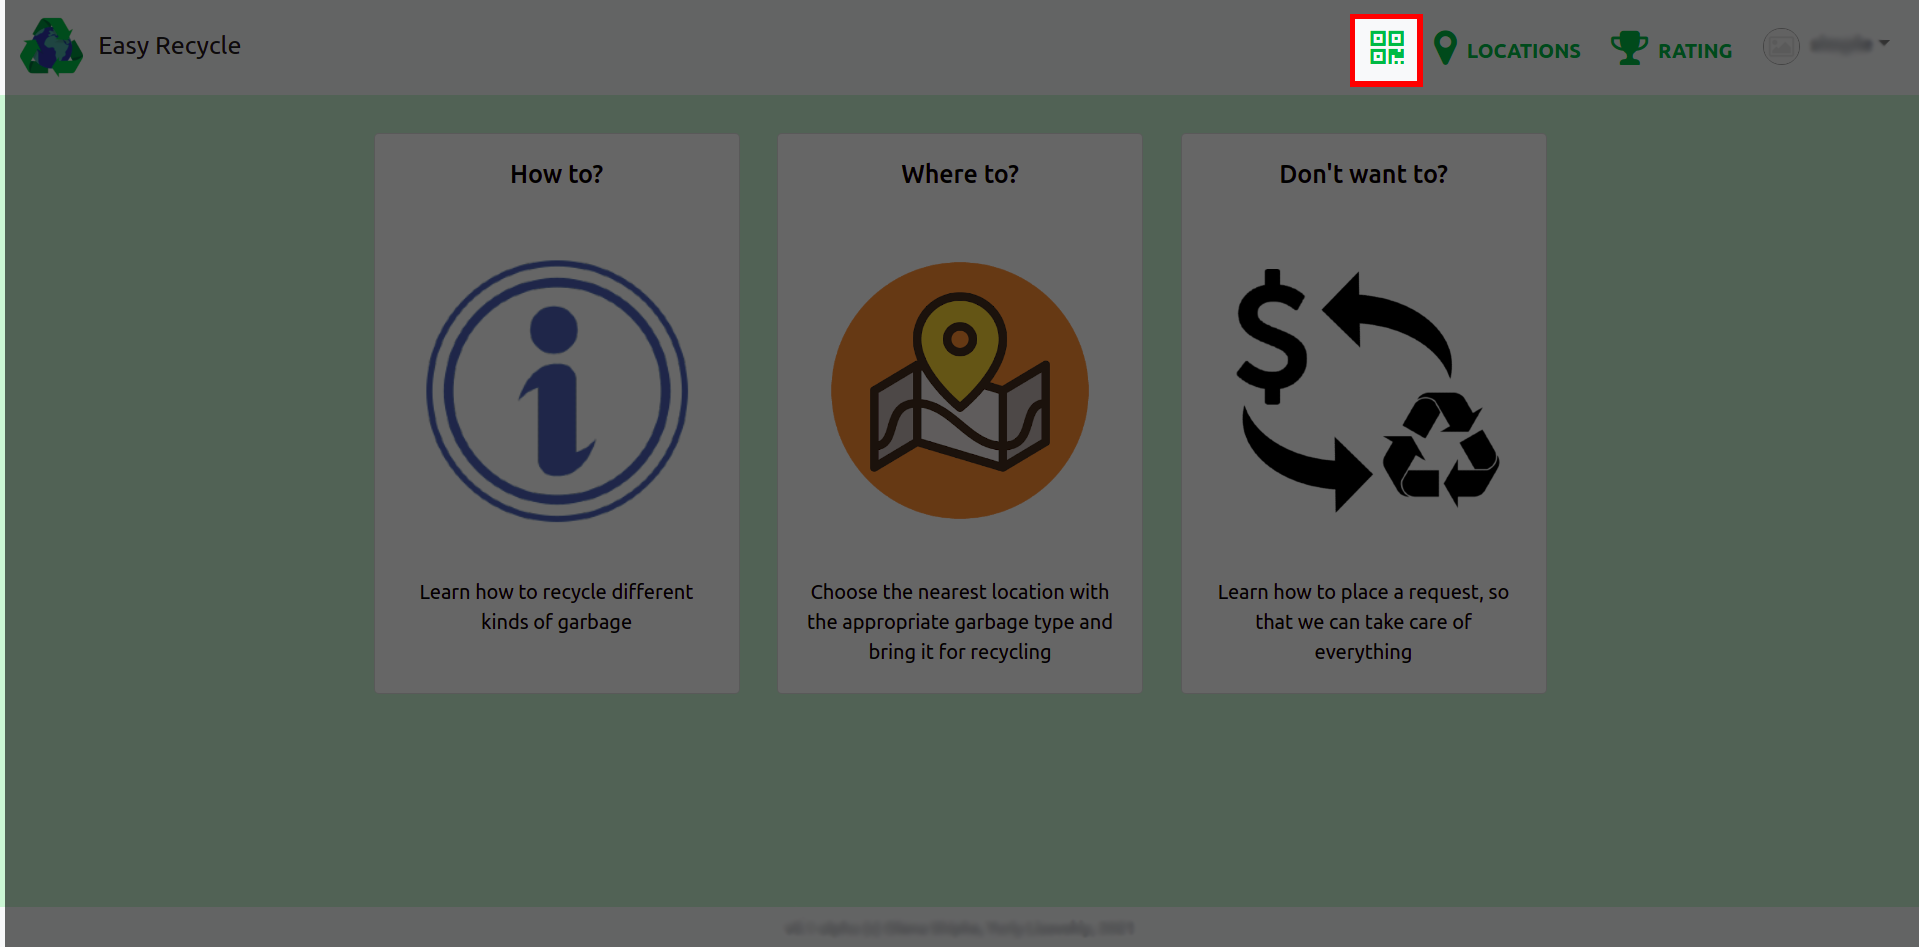 Easy Recycle
LOCATIONS
RATING
How to?
Where to?
Don't want to?
Learn how to recycle different
kinds of garbage
Choose the nearest location with
the appropriate garbage type and
bring it for recycling
Learn how to place a request, so
that we can take care of
everything